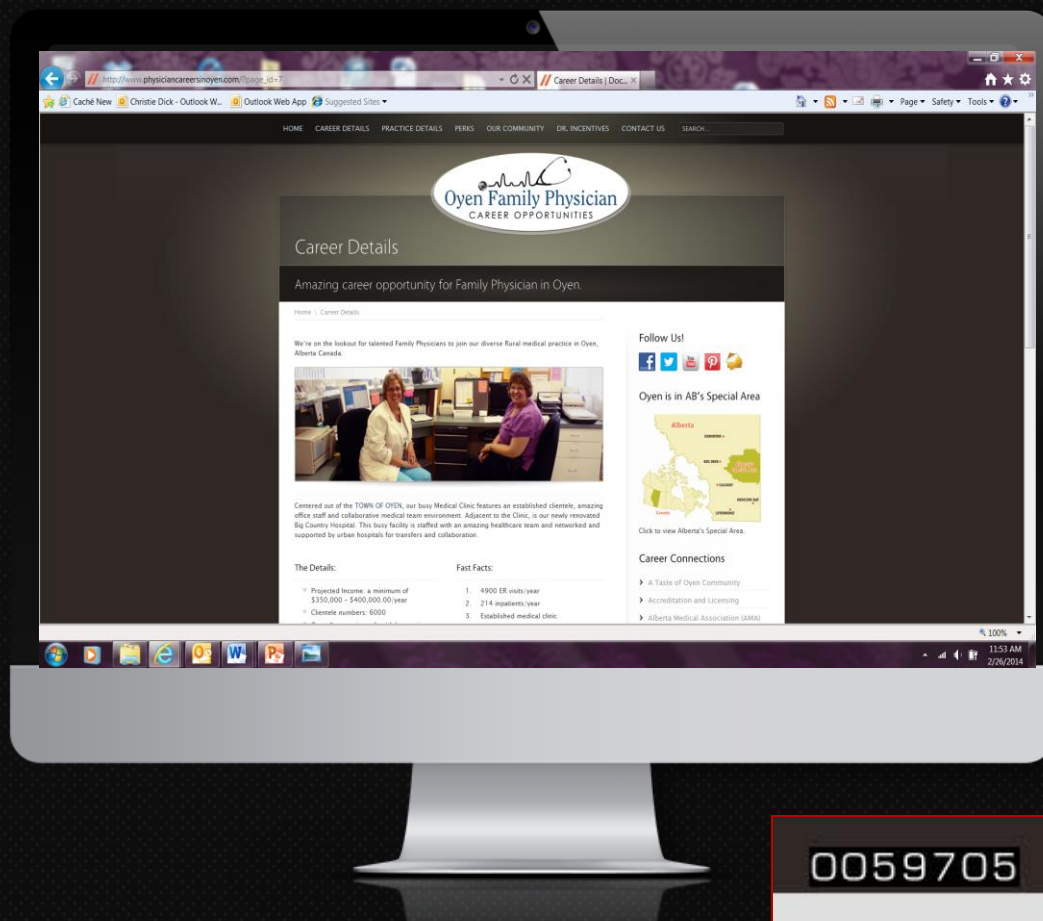 http://www.physiciancareersinoyen.com/?page_id=7
Career Details | Doc...
Caché New Christie Dick - Outlook W... Outlook Web App Suggested Sites
Page Safety Tools
HOME CAREER DETAILS PRACTICE DETAILS PERKS OUR COMMUNITY DR. INCENTIVES CONTACT US SEARCH...
Oyen Family Physician
CAREER OPPORTUNITIES
Career Details
Amazing career opportunity for Family Physician in Oyen.
Home \ Career Details
We're on the lookout for talented Family Physicians to join our diverse Rural medical practice in Oyen,
Alberta Canada.
Centered out of the TOWN OF OYEN, our busy Medical Clinic features an established clientele, amazing
office staff and collaborative medical team environment. Adjacent to the Clinic, is our newly renovated
Big Country Hospital. This busy facility is staffed with an amazing healthcare team and networked and
supported by urban hospitals for transfers and collaboration.
The Details:
Projected Income: a minimum of
$350,000 - $400,000.00/year
Clientele numbers: 6000
Fast Facts:
1. 4900 ER visits/year
2. 214 inpatients/year
3. Established medical clinic
Follow Us!
You
Tube
Oyen is in AB's Special Area
Alberta
EDMONTON
RED DEER
CALGARY
MEDICINE HAT
LETHBRIDGE
Canada
Click to view Alberta's Special Area.
Career Connections
A Taste of Oyen Community
Accreditation and Licensing
Alberta Medical Association (AMA)
100%
11:53 AM
2/26/2014
0059705